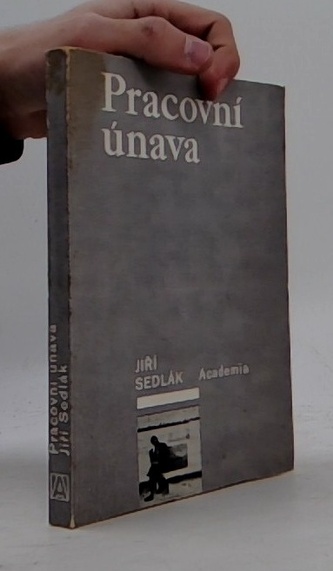 Pracovní
únava
JIŘÍ
SEDLÁK Academia
Pracovní únava
Jiří Sedlák